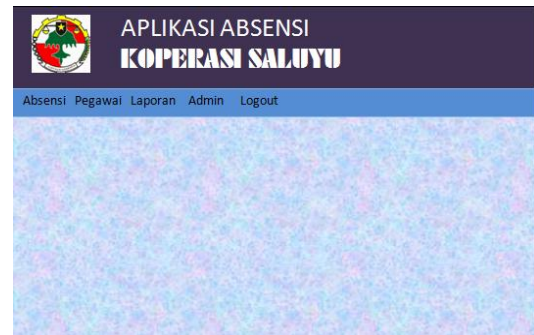 APLIKASI ABSENSI
KOPERASI SALUYU
Absensi Pegawai Laporan Admin Logout